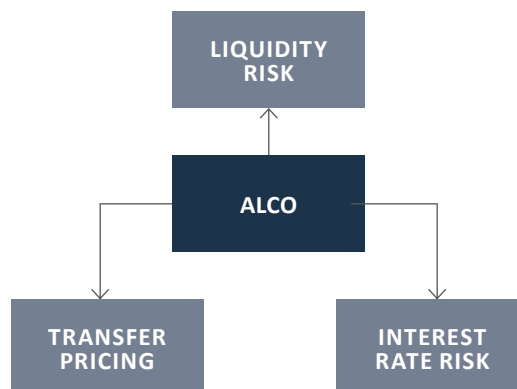 LIQUIDITY
RISK
ALCO
TRANSFER
PRICING
INTEREST
RATE RISK